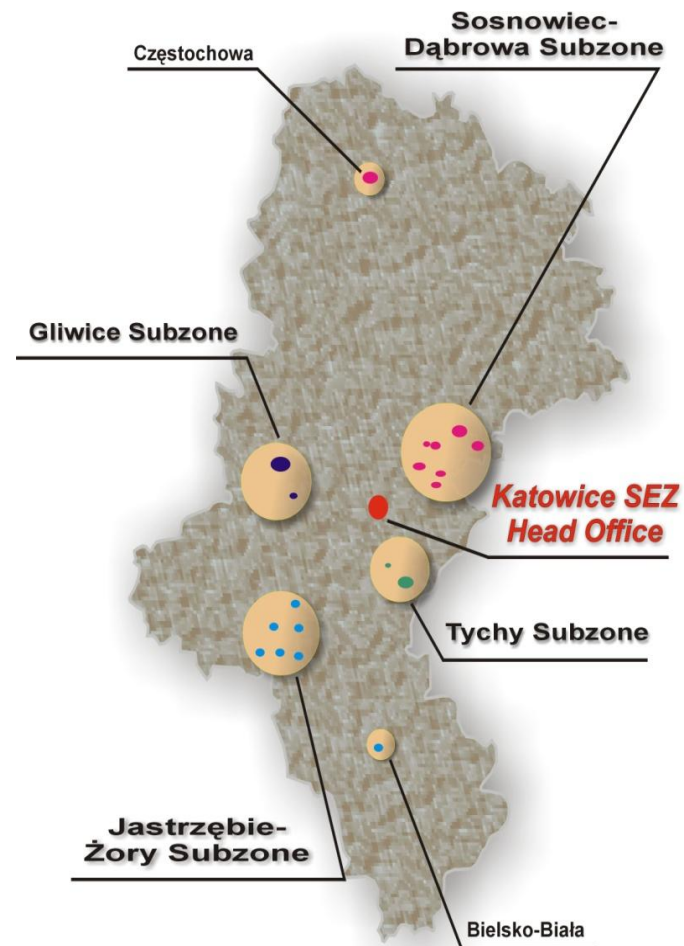 Sosnowiec-
Dąbrowa Subzone
Częstochowa
Gliwice Subzone
Katowice SEZ
Head Office
Tychy Subzone
Jastrzębie-
Żory Subzone
Bielsko-Biała